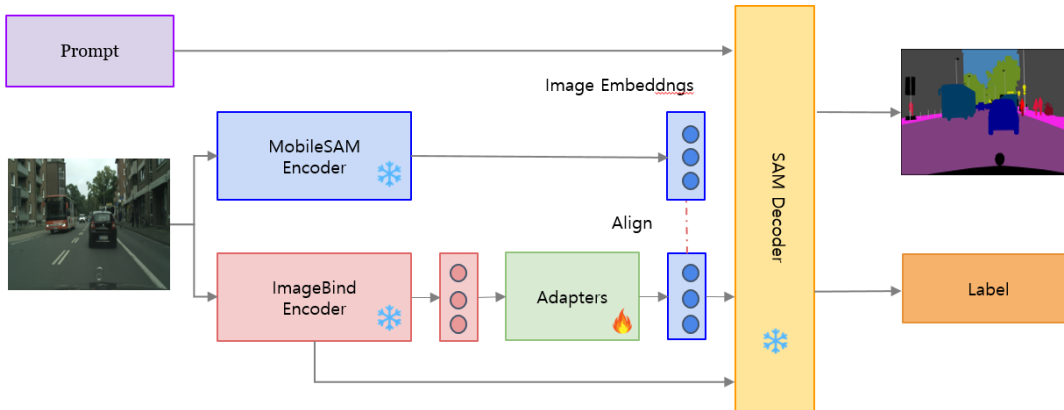 Prompt
Image Embeddngs
MobileSAM
Encoder
SAM Decoder
Align
ImageBind
Encoder
Adapters
Label